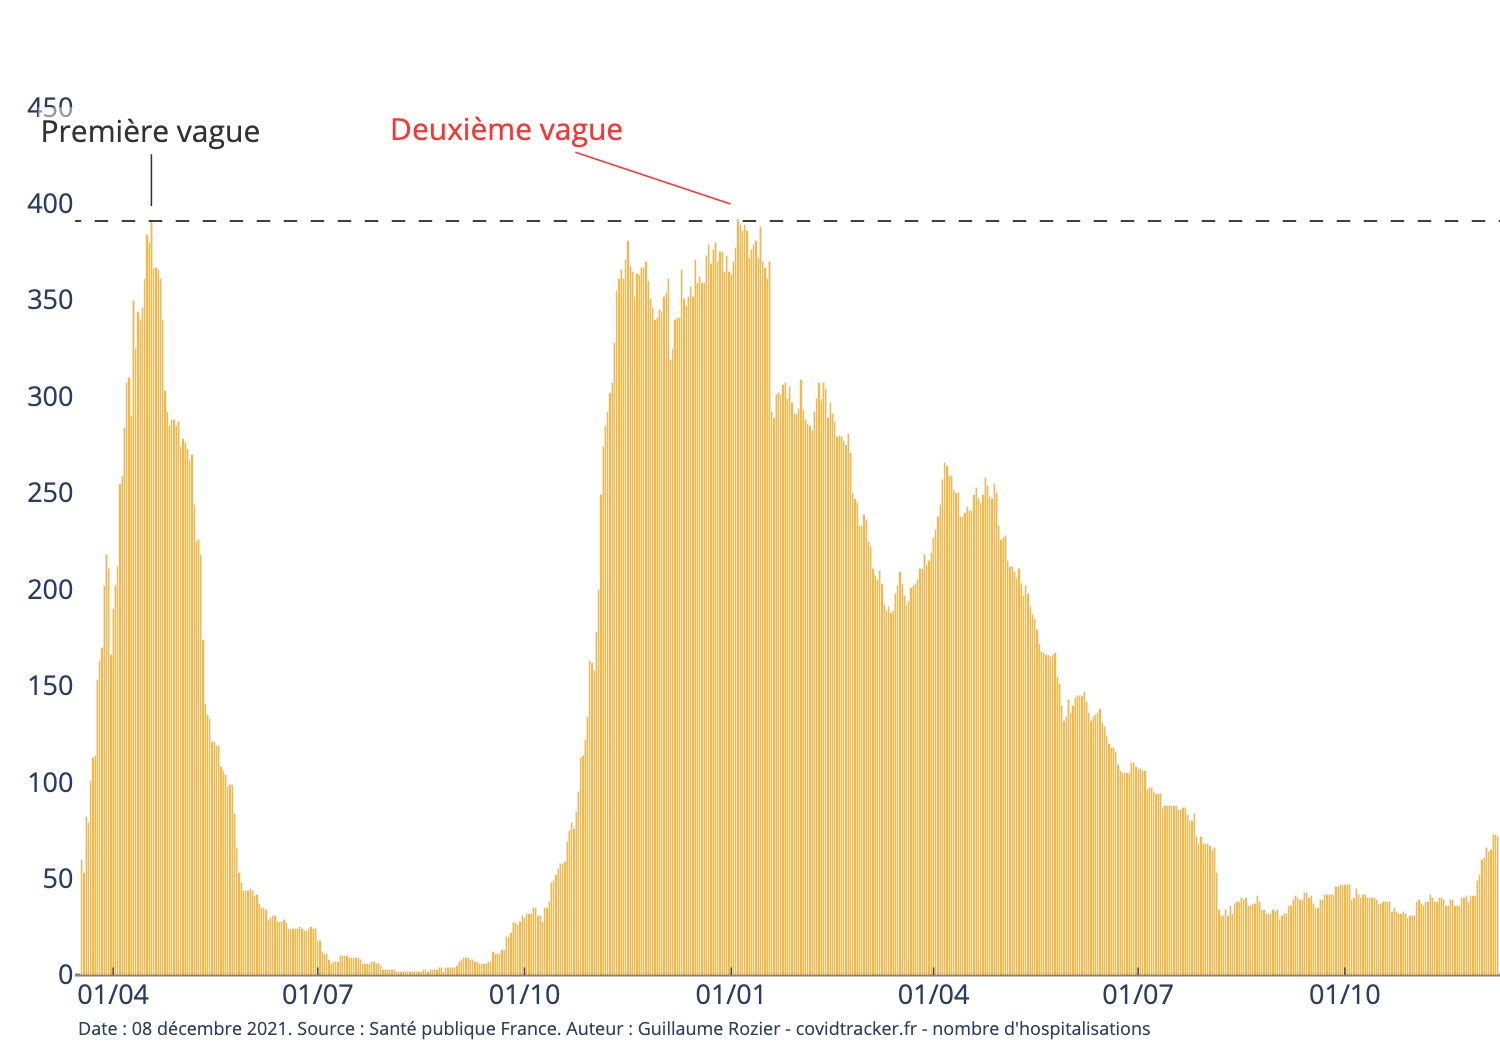 450
Première vague
Deuxième vague
400
350
300
250
200
150
100
50
0
01/04 01/07 01/10 01/01 01/04 01/07 01/10
Date : 08 décembre 2021. Source : Santé publique France. Auteur : Guillaume Rozier - covidtracker.fr - nombre d'hospitalisations